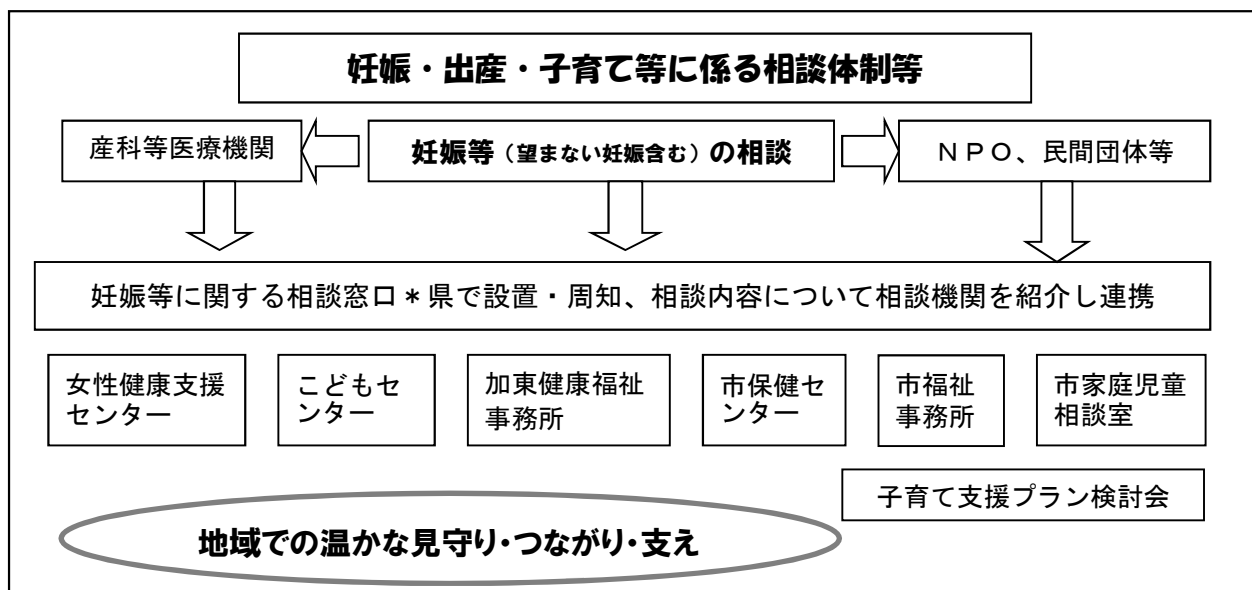 妊娠・出産・子育て等に係る相談体制等
産科等医療機関
妊娠等（望まない妊娠含む）の相談
ＮＰＯ、民間団体等
妊娠等に関する相談窓口＊県で設置・周知、相談内容について相談機関を紹介し連携
女性健康支援
センター
こどもセ
ンター
加東健康福祉
事務所
市保健セ
ンター
市福祉
事務所
市家庭児童
相談室
子育て支援プラン検討会
地域での温かな見守り・つながり・支え